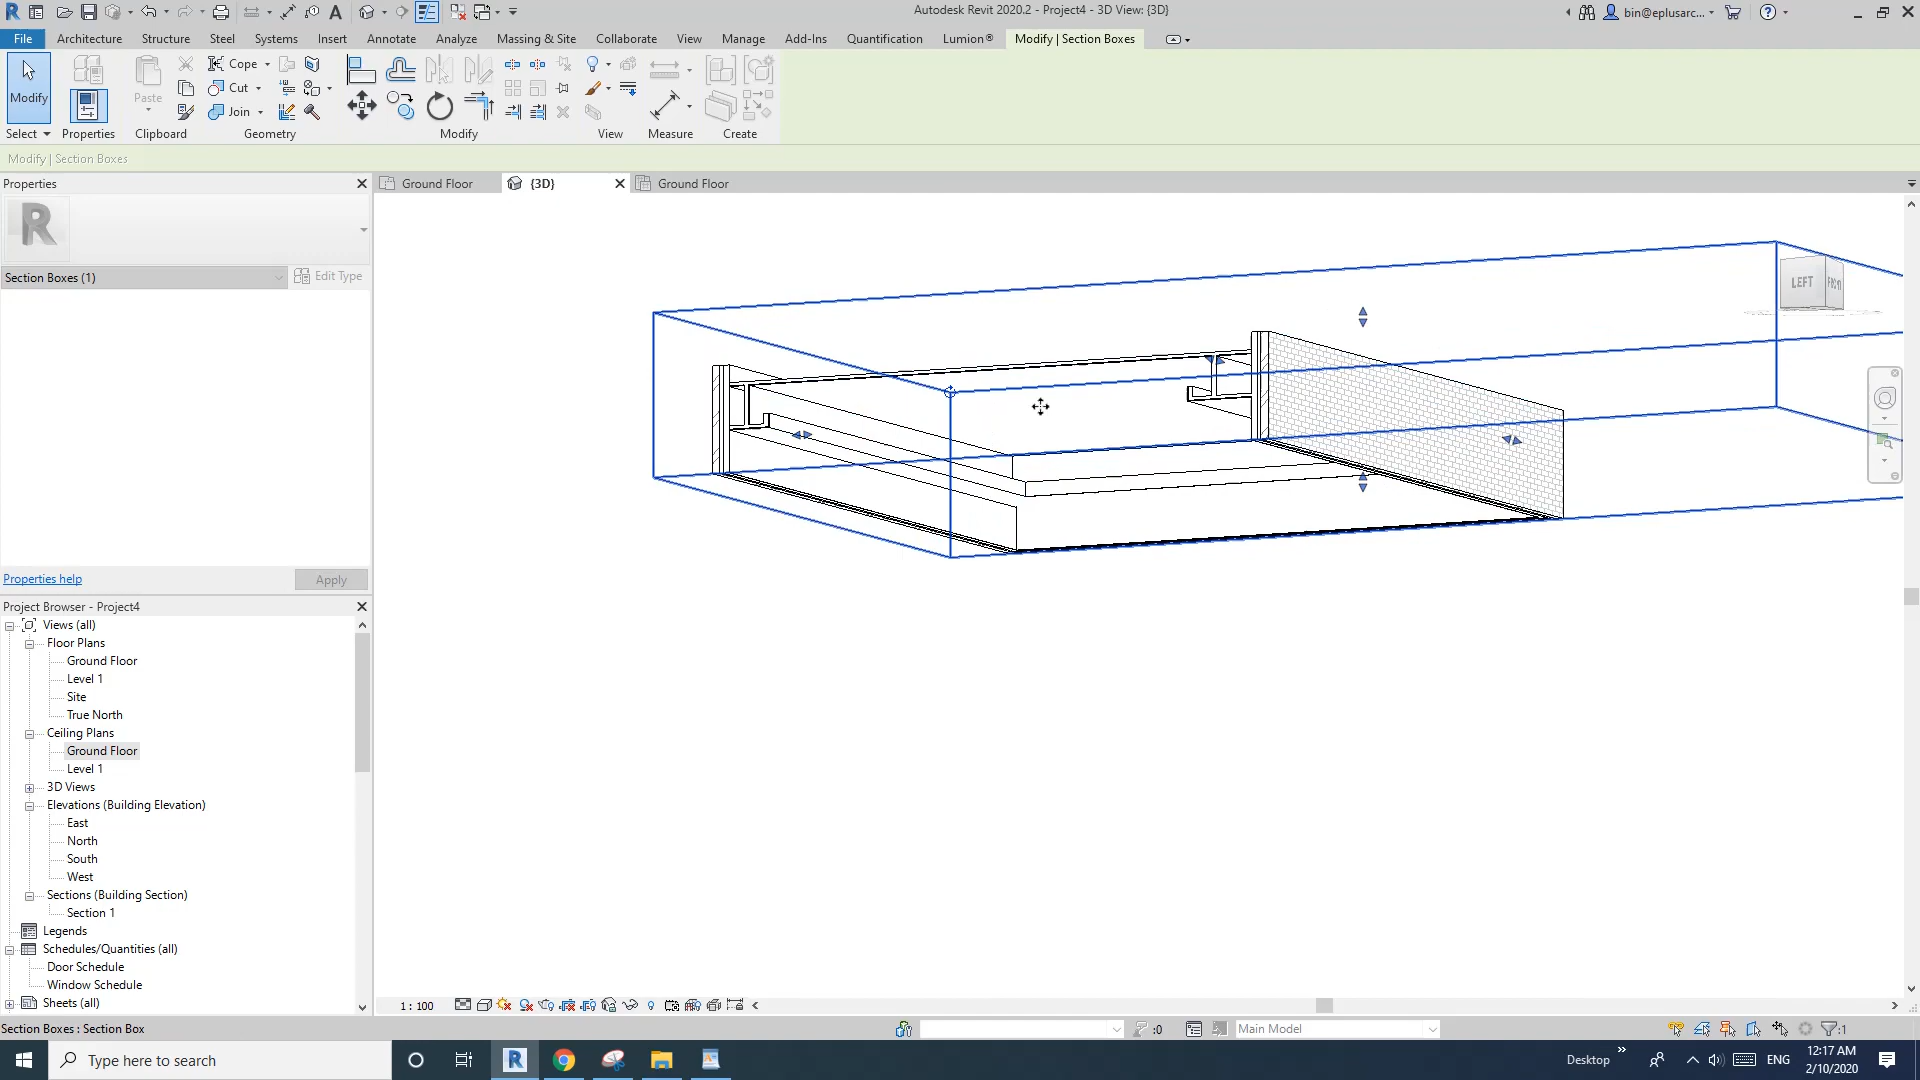 Autodesk Revit 2020.2 - Project4 - 3D View: {3D}
bin@eplusarc...
File Architecture Structure Steel Systems Insert Annotate Analyze Massing & Site Collaborate View Manage Add-Ins Quantification Lumion® Modify | Section Boxes
Modify
Paste
Cope
Cut
Join
Select Properties Clipboard Geometry Modify View Measure Create
Modify | Section Boxes
Properties
Ground Floor
{3D}
Ground Floor
R
Section Boxes (1)
Edit Type
LEFT
FRONT
Properties help
Apply
Project Browser - Project4
Views (all)
Floor Plans
Ground Floor
Level 1
Site
True North
Ceiling Plans
Ground Floor
Level 1
3D Views
Elevations (Building Elevation)
East
North
South
West
Sections (Building Section)
Section 1
Legends
Schedules/Quantities (all)
Door Schedule
Window Schedule
Sheets (all)
1 : 100
Section Boxes : Section Box
:0
Main Model
:1
Type here to search
Desktop
ENG
12:17 AM
2/10/2020